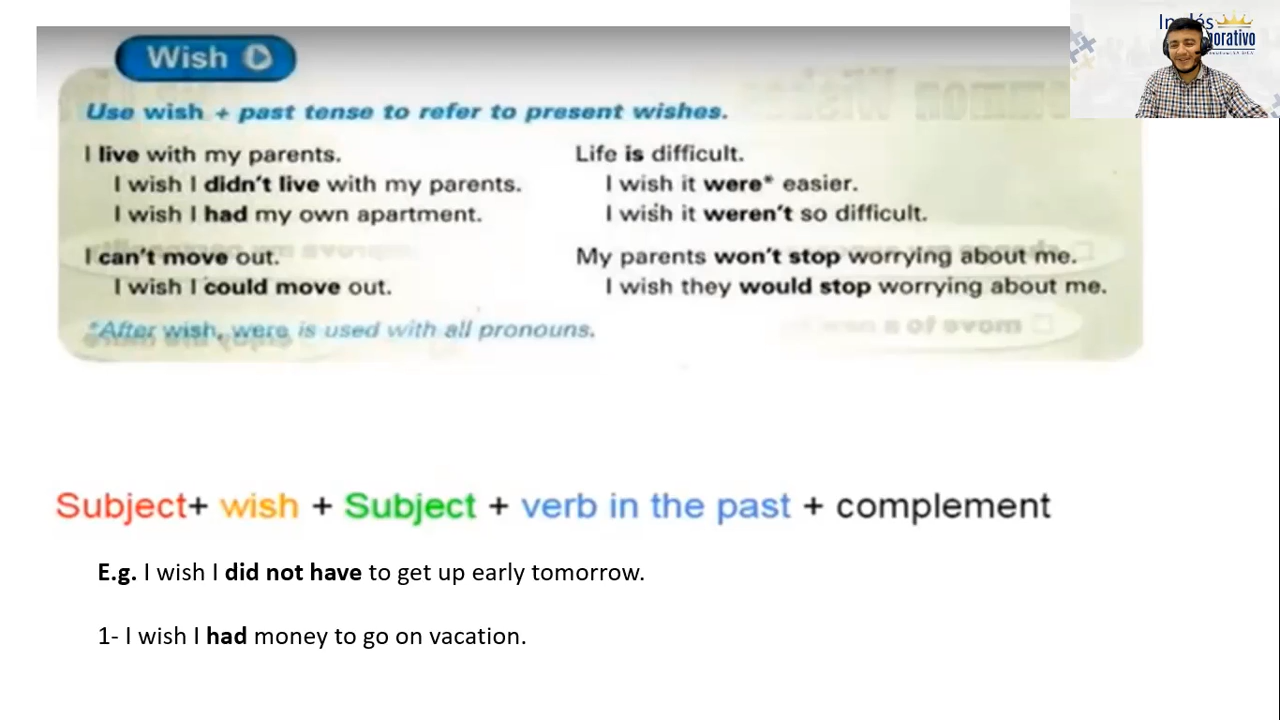 Inglés
orativo
Wish
Use wish + past tense to refer to present wishes.
I live with my parents.
I wish I didn't live with my parents.
I wish I had my own apartment.
I can't move out.
I wish I could move out.
Life is difficult.
I wish it were* easier.
I wish it weren't so difficult.
My parents won't stop worrying about me.
I wish they would stop worrying about me.
*After wish, were is used with all pronouns.
Subject+ wish + Subject + verb in the past + complement
E.g. I wish I did not have to get up early tomorrow.
1- I wish I had money to go on vacation.